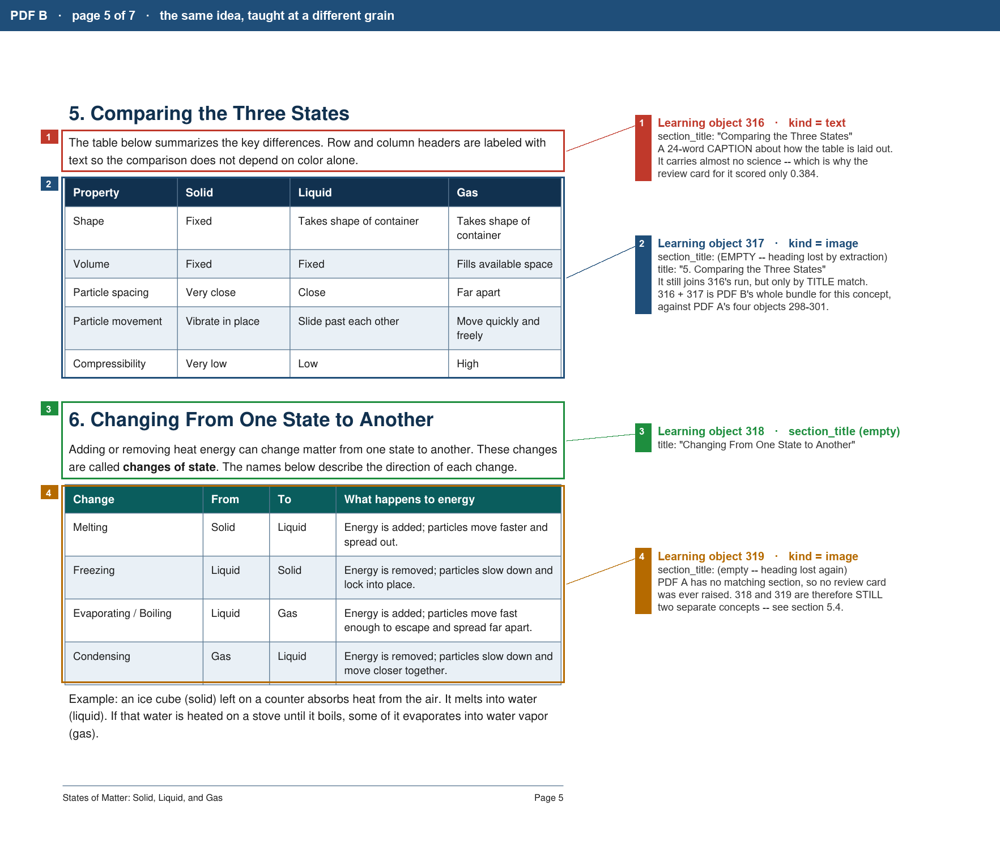 PDF B · page 5 of 7 · the same idea, taught at a different grain
5. Comparing the Three States
1
The table below summarizes the key differences. Row and column headers are labeled with
text so the comparison does not depend on color alone.
1
Learning object 316 · kind = text
section_title: "Comparing the Three States"
A 24-word CAPTION about how the table is laid out.
It carries almost no science -- which is why the
review card for it scored only 0.384.
2
Property Solid Liquid Gas
Shape Fixed Takes shape of container Takes shape of
container
Volume Fixed Fixed Fills available space
Particle spacing Very close Close Far apart
Particle movement Vibrate in place Slide past each other Move quickly and
freely
Compressibility Very low Low High
2
Learning object 317 · kind = image
section_title: (EMPTY -- heading lost by extraction)
title: "5. Comparing the Three States"
It still joins 316's run, but only by TITLE match.
316 + 317 is PDF B's whole bundle for this concept,
against PDF A's four objects 298-301.
3
6. Changing From One State to Another
Adding or removing heat energy can change matter from one state to another. These changes
are called changes of state. The names below describe the direction of each change.
3
Learning object 318 · section_title (empty)
title: "Changing From One State to Another"
4
Change From To What happens to energy
Melting Solid Liquid Energy is added; particles move faster and
spread out.
Freezing Liquid Solid Energy is removed; particles slow down and
lock into place.
Evaporating / Boiling Liquid Gas Energy is added; particles move fast
enough to escape and spread far apart.
Condensing Gas Liquid Energy is removed; particles slow down and
move closer together.
4
Learning object 319 · kind = image
section_title: (empty -- heading lost again)
PDF A has no matching section, so no review card
was ever raised. 318 and 319 are therefore STILL
two separate concepts -- see section 5.4.
Example: an ice cube (solid) left on a counter absorbs heat from the air. It melts into water
(liquid). If that water is heated on a stove until it boils, some of it evaporates into water vapor
(gas).
States of Matter: Solid, Liquid, and Gas Page 5